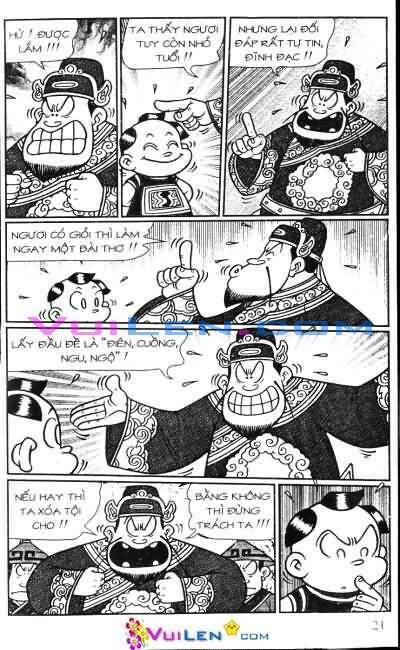 HỪ ! ĐƯỢC
LẮM !!!
TA THẤY NGƯƠI
TUY CÒN NHỎ
TUỔI !!
NHƯNG LẠI ĐỐI
ĐÁP RẤT TỰ TIN,
ĐĨNH ĐẠC !!
NGƯƠI CÓ GIỎI THÌ LÀM
NGAY MỘT BÀI THƠ !!
VUILEN.COM
LẤY ĐẦU ĐỀ LÀ "ĐIÊN, CUỒNG,
NGU, NGỘ" !
NẾU HAY THÌ
TA XÓA TỘI
CHO !!
BẰNG KHÔNG
THÌ ĐỪNG
TRÁCH TA !!!
21
VUILEN.COM